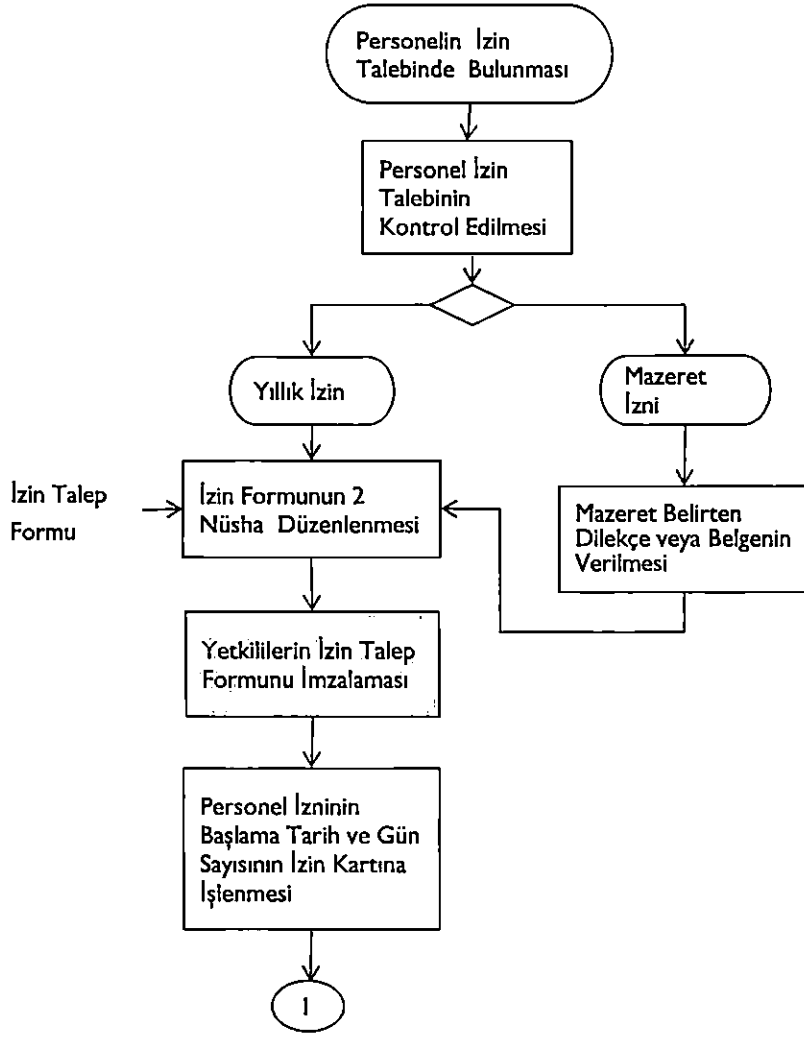 Personelin İzin
Talebinde Bulunması
Personel İzin
Talebinin
Kontrol Edilmesi
Yıllık İzin
Mazeret
İzni
İzin Talep
Formu
İzin Formunun 2
Nüsha Düzenlenmesi
Mazeret Belirten
Dilekçe veya Belgenin
Verilmesi
Yetkililerin İzin Talep
Formunu İmzalaması
Personel İzninin
Başlama Tarih ve Gün
Sayısının İzin Kartına
İşlenmesi
1